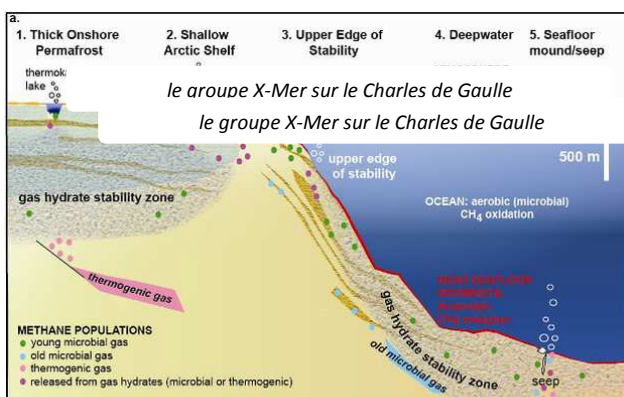 a.
1. Thick Onshore
Permafrost
2. Shallow
Arctic Shelf
3. Upper Edge of
Stability
4. Deepwater
5. Seafloor
mound/seep
lake
le groupe X-Mer sur le Charles de Gaulle
le groupe X-Mer sur le Charles de Gaulle
upper edge
of stability
500 m
gas hydrate stability zone
OCEAN: aerobic (microbial)
CH4 oxidation
thermogenic gas
gas hydrate stability zone
old microbial gas
seep
METHANE POPULATIONS
young microbial gas
old microbial gas
thermogenic gas
released from gas hydrates (microbial or thermogenic)